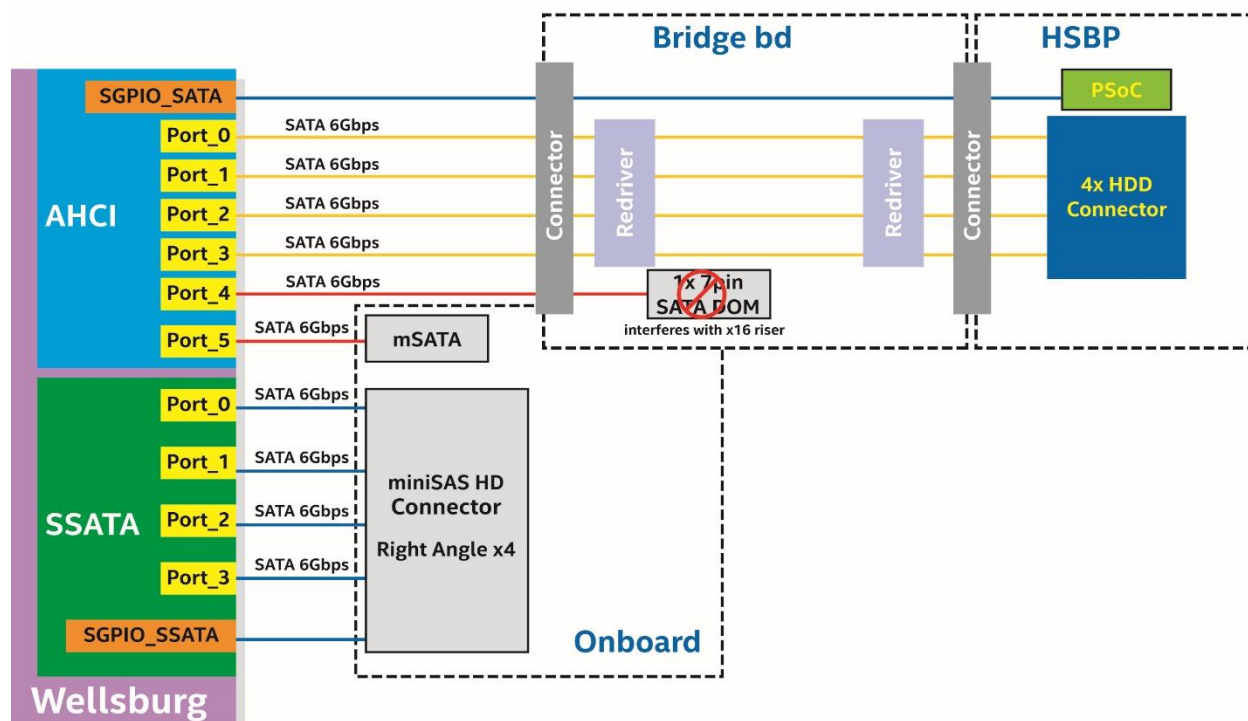 Bridge bd
HSBP
SGPIO_SATA
PSoC
Port_0
SATA 6Gbps
Port_1
SATA 6Gbps
AHCI
Port_2
SATA 6Gbps
Port_3
SATA 6Gbps
Port_4
SATA 6Gbps
Port_5
SATA 6Gbps
Connector
Redriver
Redriver
Connector
4x HDD
Connector
1x 7pin
SATA DOM
interferes with x16 riser
mSATA
Port_0
SATA 6Gbps
Port_1
SATA 6Gbps
SSATA
Port_2
SATA 6Gbps
Port_3
SATA 6Gbps
SGPIO_SSATA
miniSAS HD
Connector
Right Angle x4
Onboard
Wellsburg